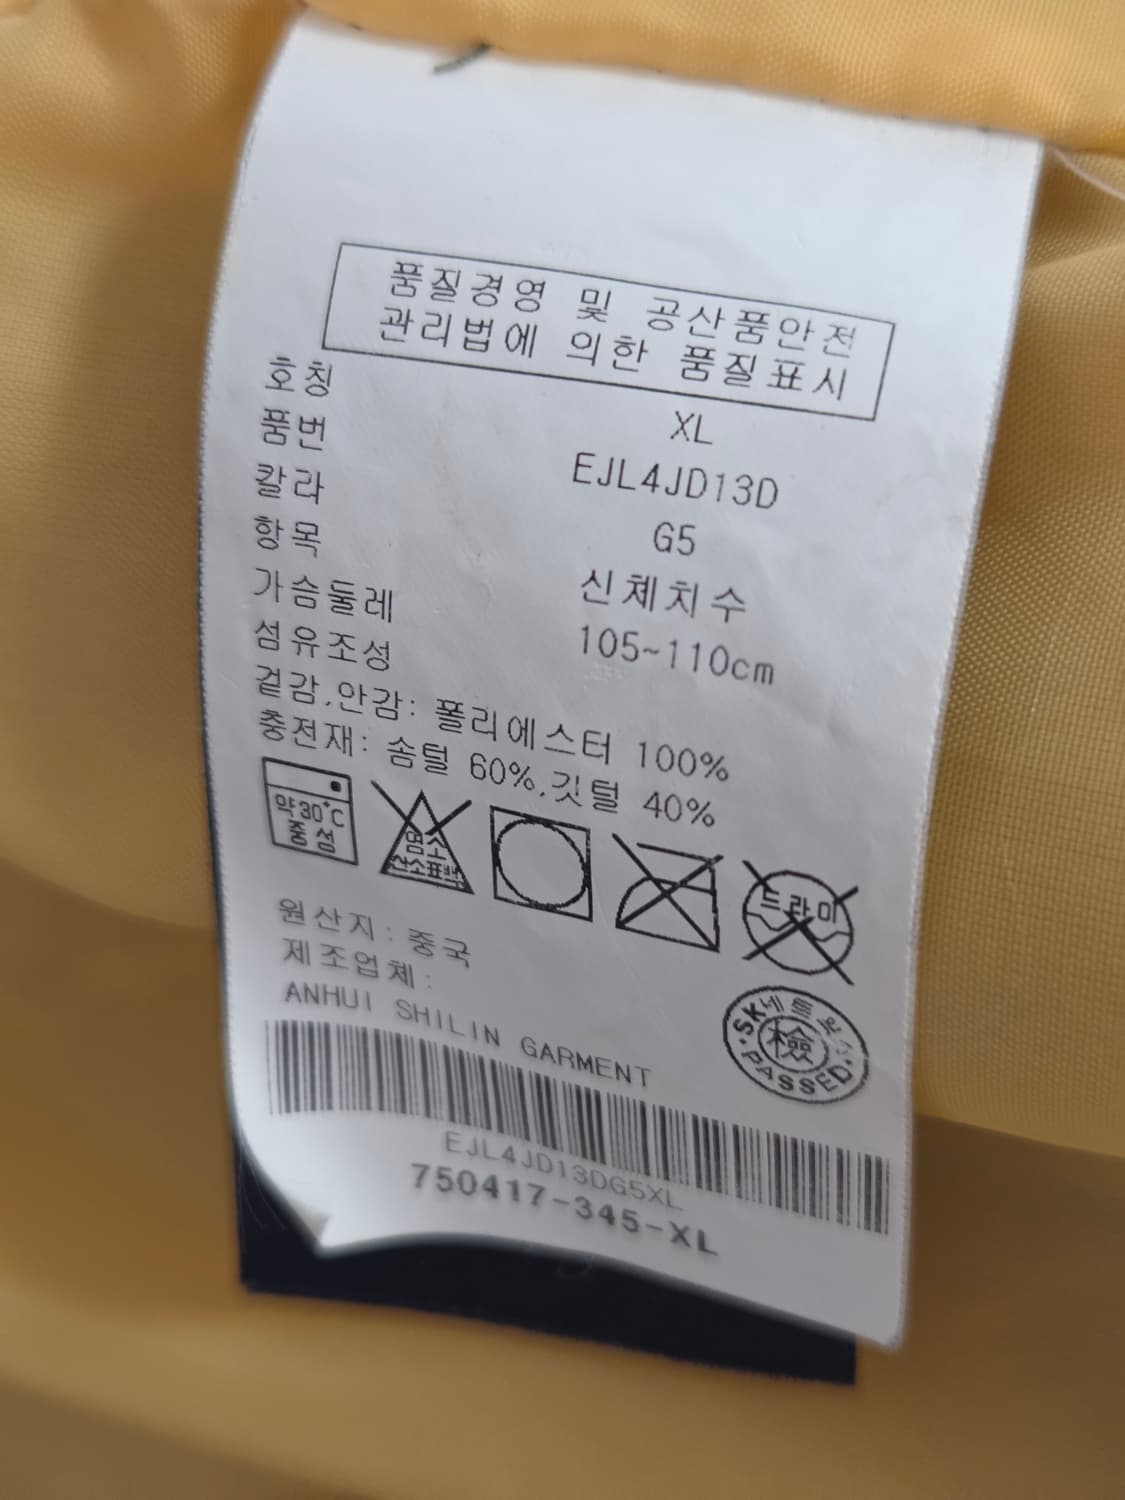 품질경영 및 공산품안전
관리법에 의한 품질표시
호칭 XL
품번 EJL4JD13D
칼라 G5
항목 신체치수
가슴둘레 105~110cm
섬유조성
겉감,안감: 폴리에스터 100%
충전재: 솜털 60%,깃털 40%
약30℃
중성
염소
산소표백
드라이
원산지: 중국
제조업체:
ANHUI SHILIN GARMENT
SK네트웍스
檢
PASSED
EJL4JD13DG5XL
750417-345-XL